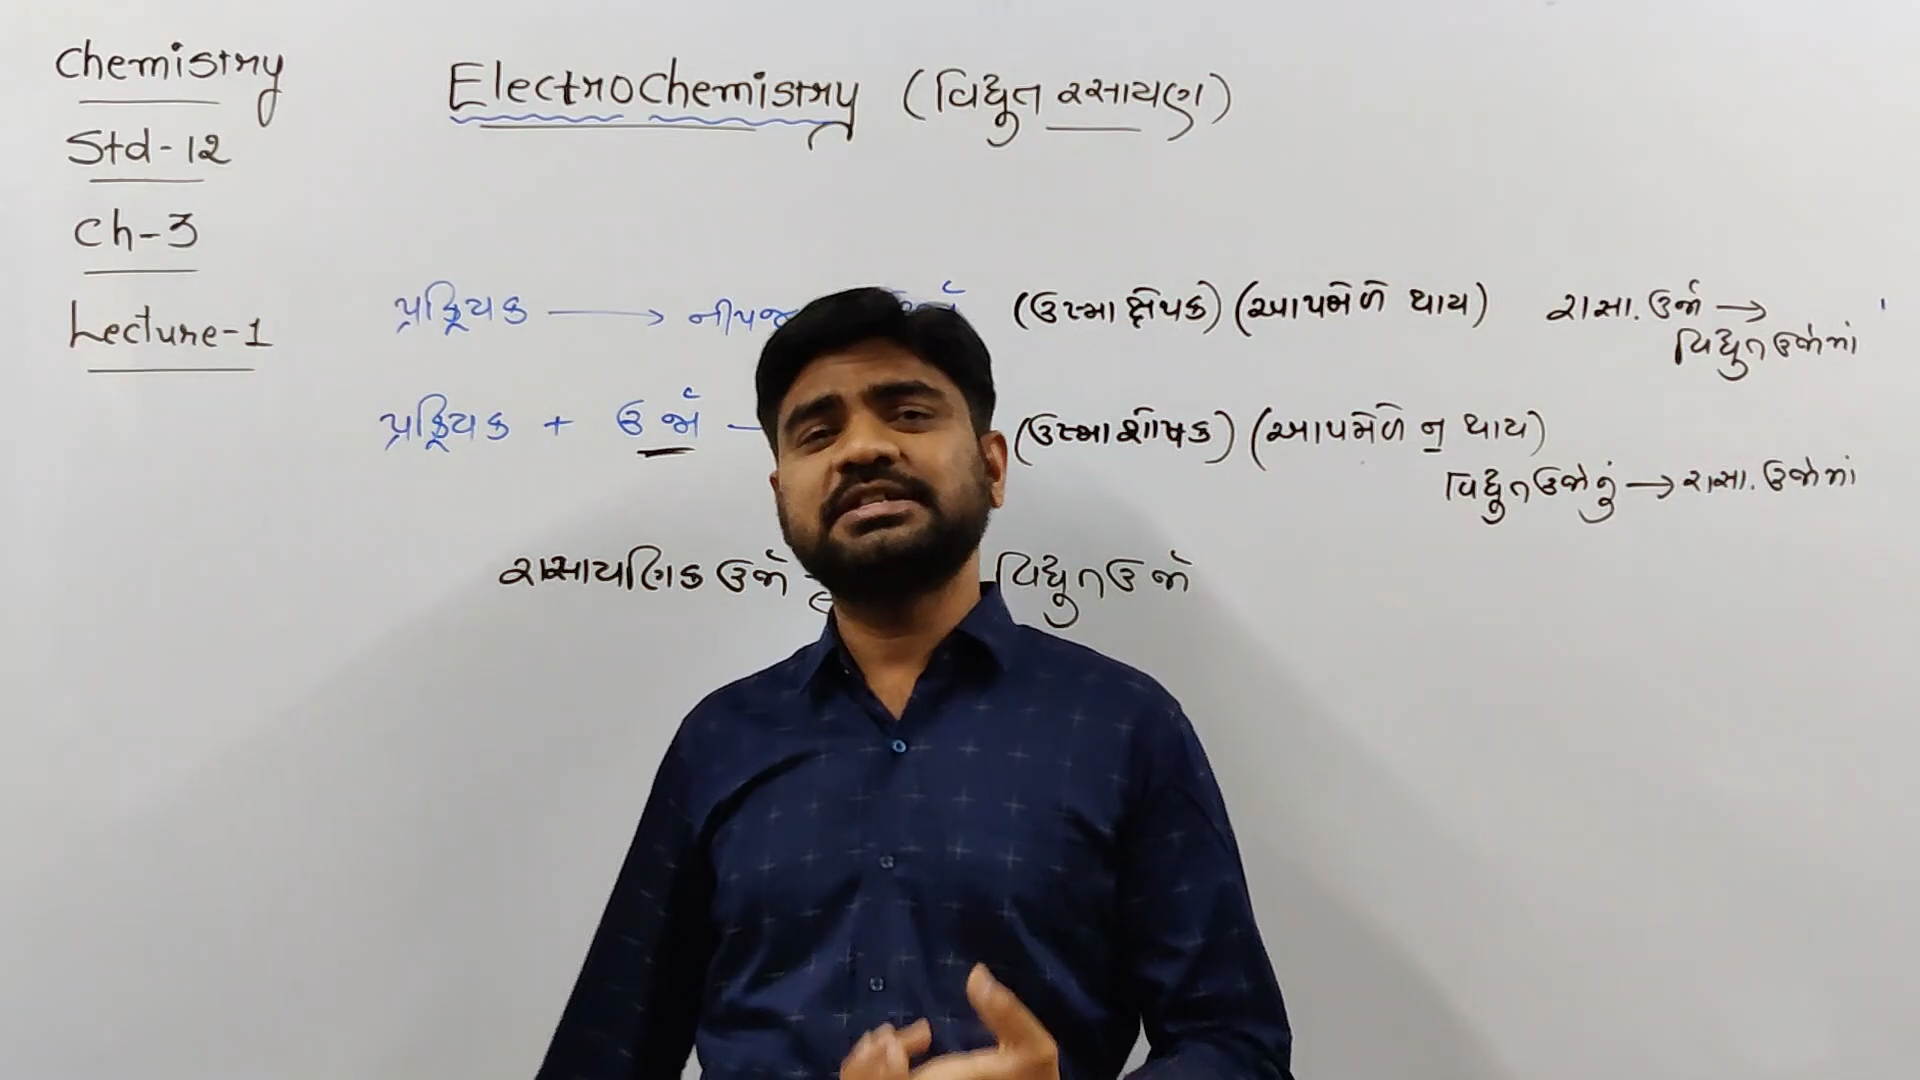 Chemistry
Std-12
Ch-3
Lecture-1
ElectroChemistry (વિદ્યુત રસાયણ)
પ્રક્રિયક → નીપજ (ઉષ્મા ક્ષેપક) (આપમેળે થાય) રાસા. ઉર્જા →
વિદ્યુત ઉર્જામાં
પ્રક્રિયક + ઉર્જા — (ઉષ્માશોષક) (આપમેળે ન થાય)
વિદ્યુત ઉર્જાનું → રાસા. ઉર્જામાં
રાસાયણિક ઉર્જા વિદ્યુત ઉર્જા